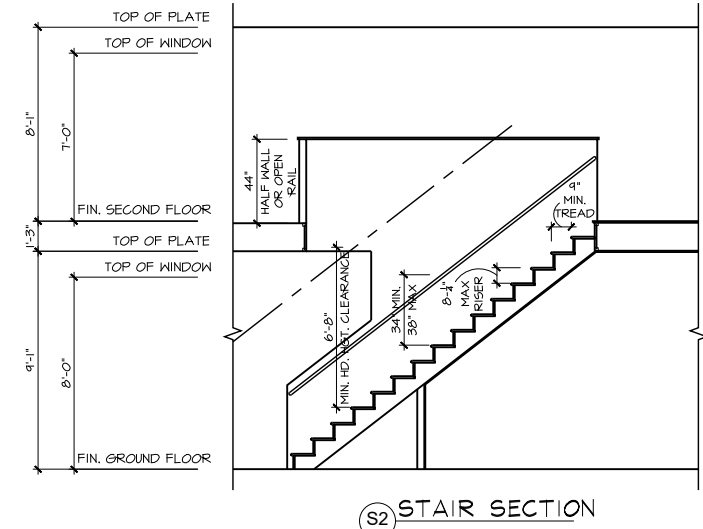 TOP OF PLATE
TOP OF WINDOW
8'-1"
7'-0"
44"
HALF WALL
OR OPEN
RAIL
9"
MIN.
TREAD
FIN. SECOND FLOOR
1'-3"
TOP OF PLATE
TOP OF WINDOW
6'-8"
MIN. HD. HGT. CLEARANCE
34" MIN.
38" MAX
8-1/4"
MAX
RISER
9'-1"
8'-0"
FIN. GROUND FLOOR
S2 STAIR SECTION